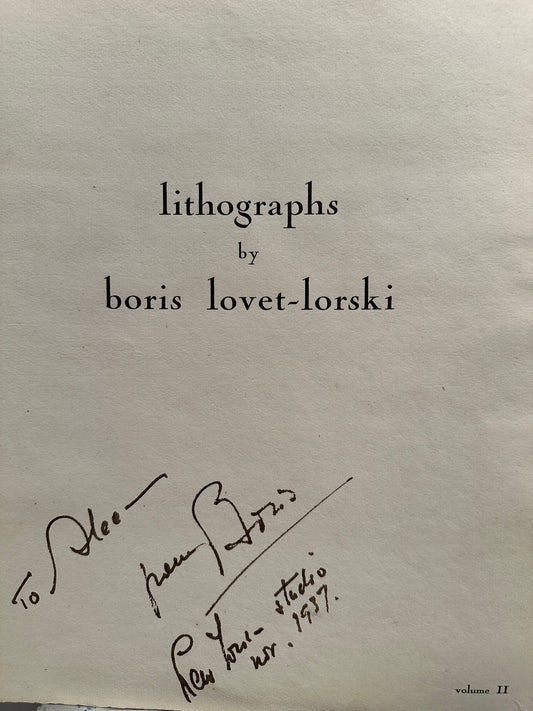 lithographs
by
boris lovet-lorski
To
from Boris
New York - studio
nov. 1937.
volume II